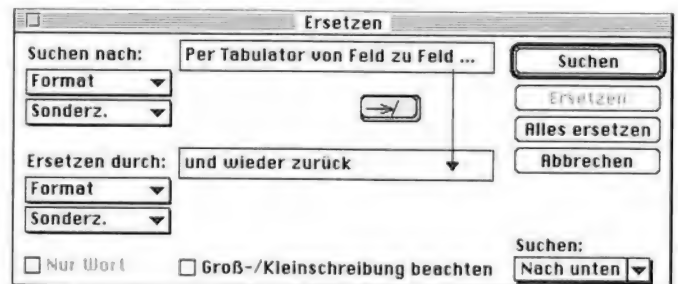 Ersetzen
Suchen nach:
Per Tabulator von Feld zu Feld ...
Suchen
Format
Sonderz.
Ersetzen
Alles ersetzen
Ersetzen durch:
und wieder zurück
Abbrechen
Format
Sonderz.
Suchen:
Nur Wort
Groß-/Kleinschreibung beachten
Nach unten